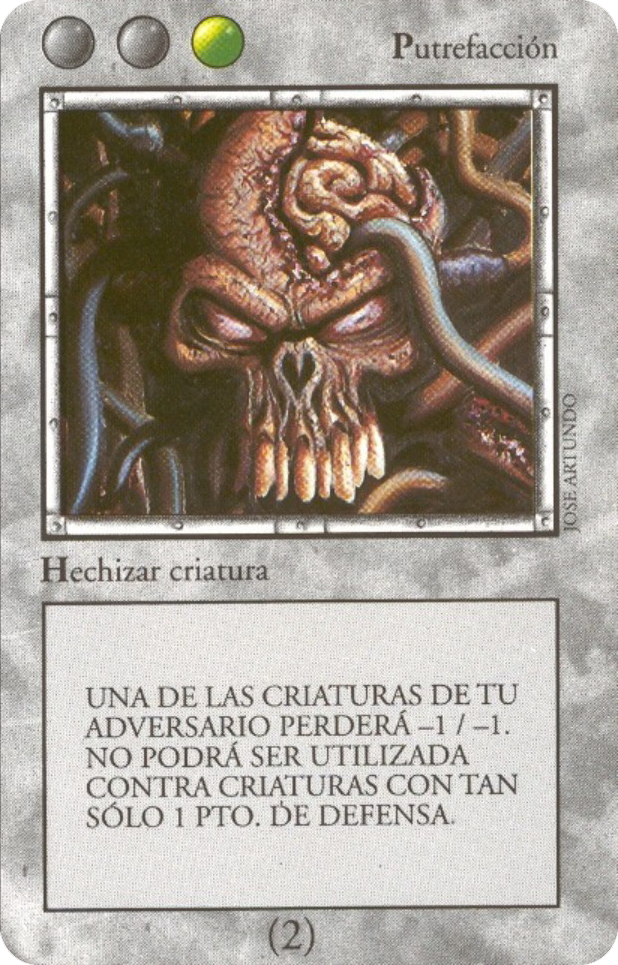 Putrefacción
JOSE ARTUNDO
Hechizar criatura
UNA DE LAS CRIATURAS DE TU
ADVERSARIO PERDERÁ –1 / –1.
NO PODRÁ SER UTILIZADA
CONTRA CRIATURAS CON TAN
SÓLO 1 PTO. DE DEFENSA.
(2)